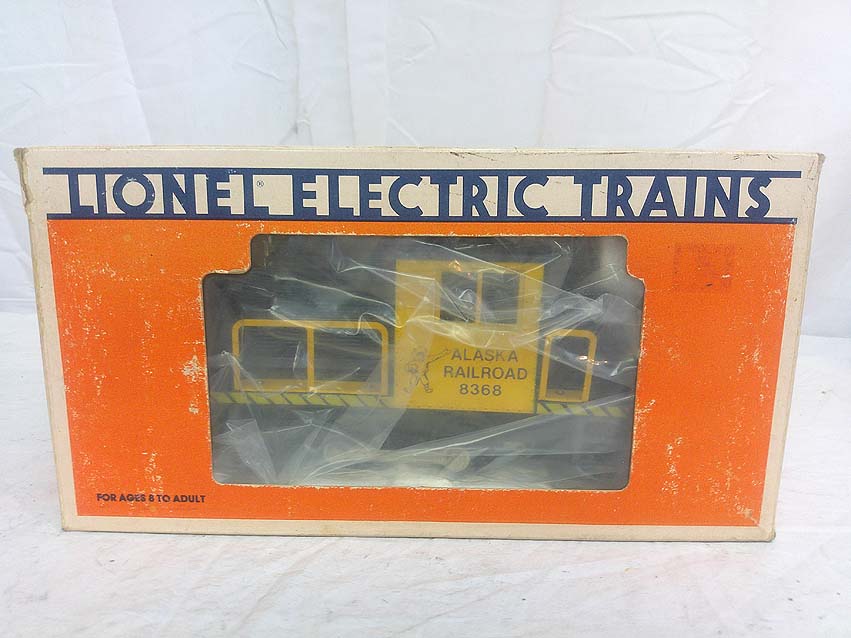 LIONEL® ELECTRIC TRAINS
ALASKA
RAILROAD
8368
FOR AGES 8 TO ADULT